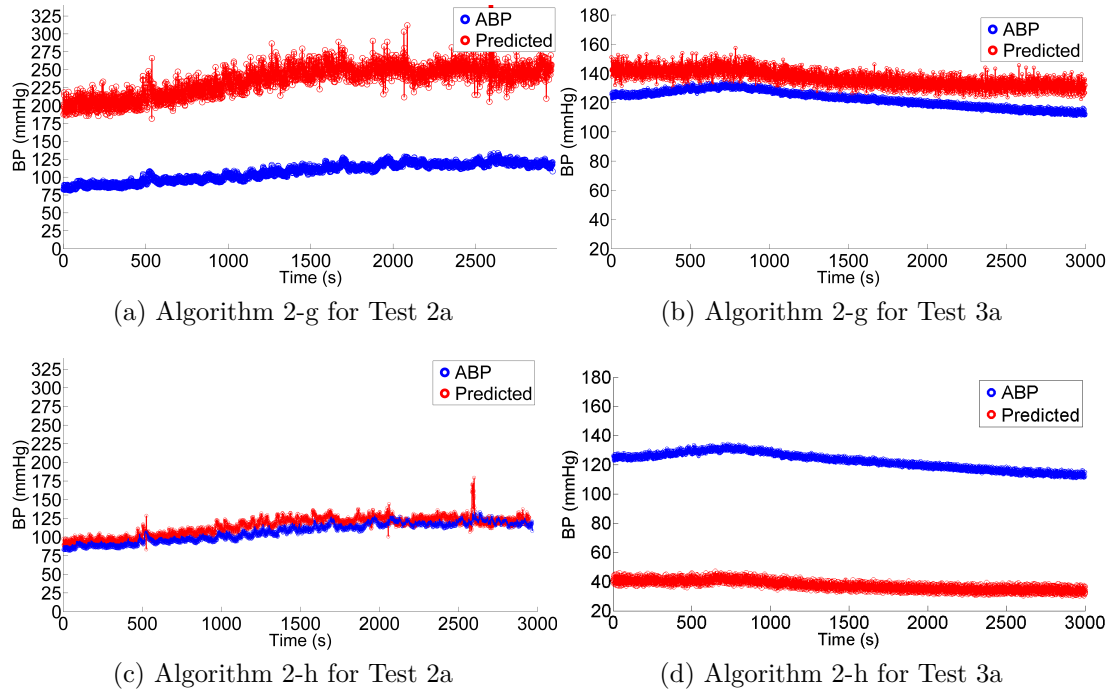 325
300
275
250
225
200
175
150
125
100
75
50
25
0
BP (mmHg)
0 500 1000 1500 2000 2500
Time (s)
ABP
Predicted
(a) Algorithm 2-g for Test 2a
180
160
140
120
100
80
60
40
20
BP (mmHg)
0 500 1000 1500 2000 2500 3000
Time (s)
ABP
Predicted
(b) Algorithm 2-g for Test 3a
325
300
275
250
225
200
175
150
125
100
75
50
25
0
BP (mmHg)
0 500 1000 1500 2000 2500 3000
Time (s)
ABP
Predicted
(c) Algorithm 2-h for Test 2a
180
160
140
120
100
80
60
40
20
BP (mmHg)
0 500 1000 1500 2000 2500 3000
Time (s)
ABP
Predicted
(d) Algorithm 2-h for Test 3a